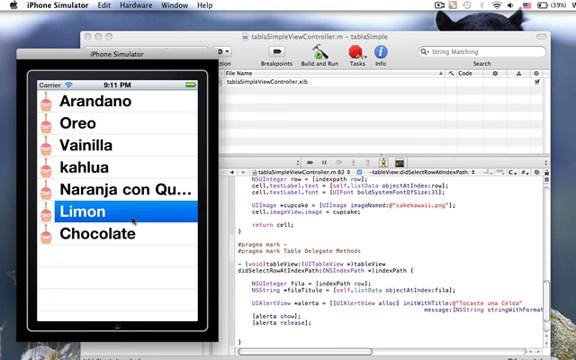 iPhone Simulator File Edit Hardware Window Help (39%)
tablaSimpleViewController.m - tablaSimple
iPhone Simulator
Breakpoints Build and Run Tasks Info
String Matching
Search
File Name Code
tablaSimpleViewController.xib
Carrier 9:11 PM
Arandano
Oreo
Vainilla
kahlua
Naranja con Qu...
Limon
Chocolate
tablaSimpleViewController.m:82 -tableView:didSelectRowAtIndexPath:
NSUInteger row = [indexpath row];
cell.textLabel.text = [self.listData objectAtIndex:row];
cell.textLabel.font = [UIFont boldSystemFontOfSize:
UIImage *cupcake = [UIImage imageNamed:@"cakekawaii.png"];
cell.imageView.image = cupcake;
return cell;
}
#pragma mark -
#pragma mark Table Delegate Methods
- (void)tableView:(UITableView *)tableView
didSelectRowAtIndexPath:(NSIndexPath *)indexPath{
NSUInteger fila = [indexPath row];
NSString *filaTitulo = [self.listData objectAtIndex:fila];
UIAlertView *alerta = [[UIAlertView alloc] initWithTitle:@"Tocaste una Celda"
message:[NSString stringWithFormat
[alerta show];
[alerta release];
}